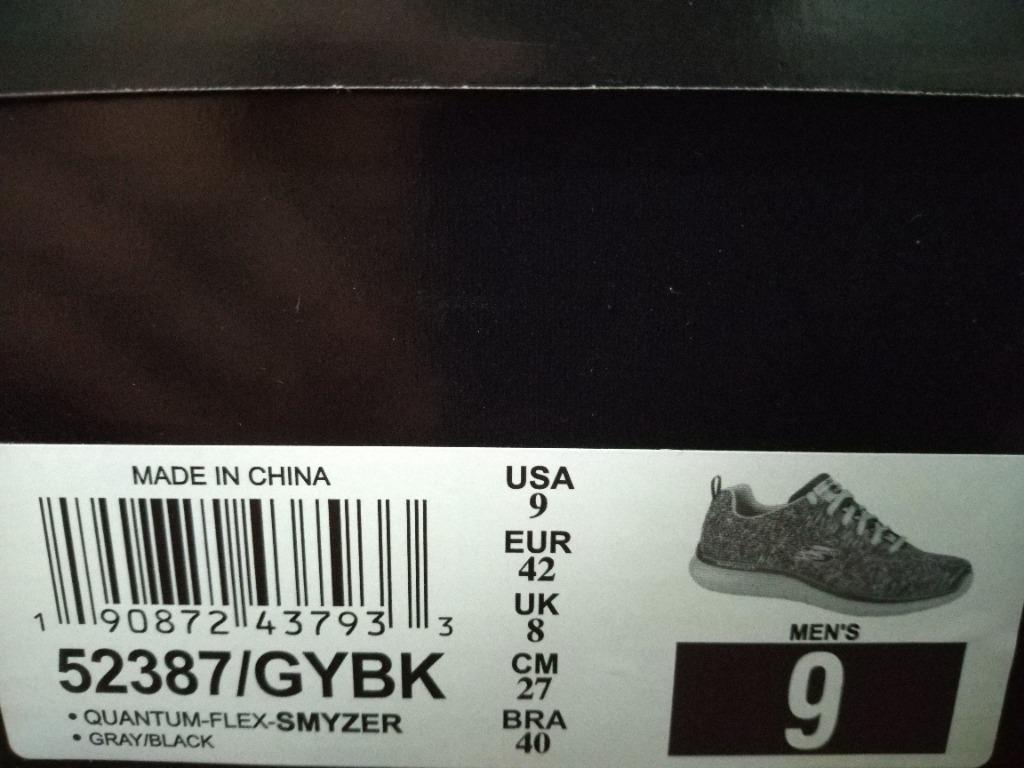 MADE IN CHINA
1 90872 43793 3
52387/GYBK
• QUANTUM-FLEX-SMYZER
• GRAY/BLACK
USA
9
EUR
42
UK
8
CM
27
BRA
40
MEN'S
9